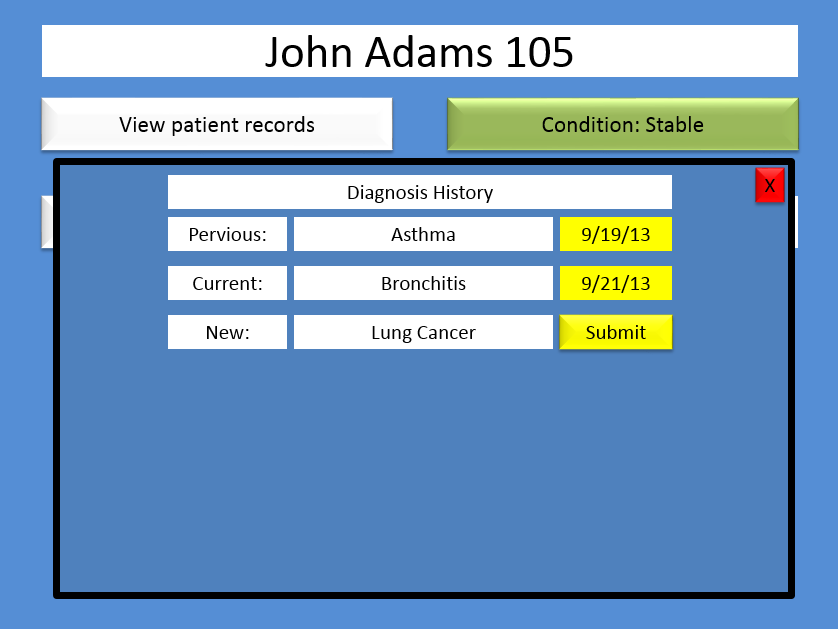 John Adams 105
View patient records
Condition: Stable
Diagnosis History
X
Pervious: Asthma 9/19/13
Current: Bronchitis 9/21/13
New: Lung Cancer Submit